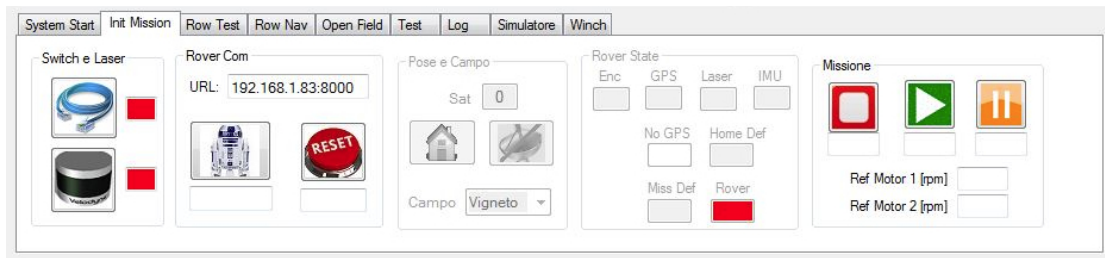 System Start Init Mission Row Test Row Nav Open Field Test Log Simulatore Winch
Switch e Laser
Velodyne
Rover Com
URL: 192.168.1.83:8000
RESET
Pose e Campo
Sat 0
Campo Vigneto
Rover State
Enc GPS Laser IMU
No GPS Home Def
Miss Def Rover
Missione
Ref Motor 1 [rpm]
Ref Motor 2 [rpm]